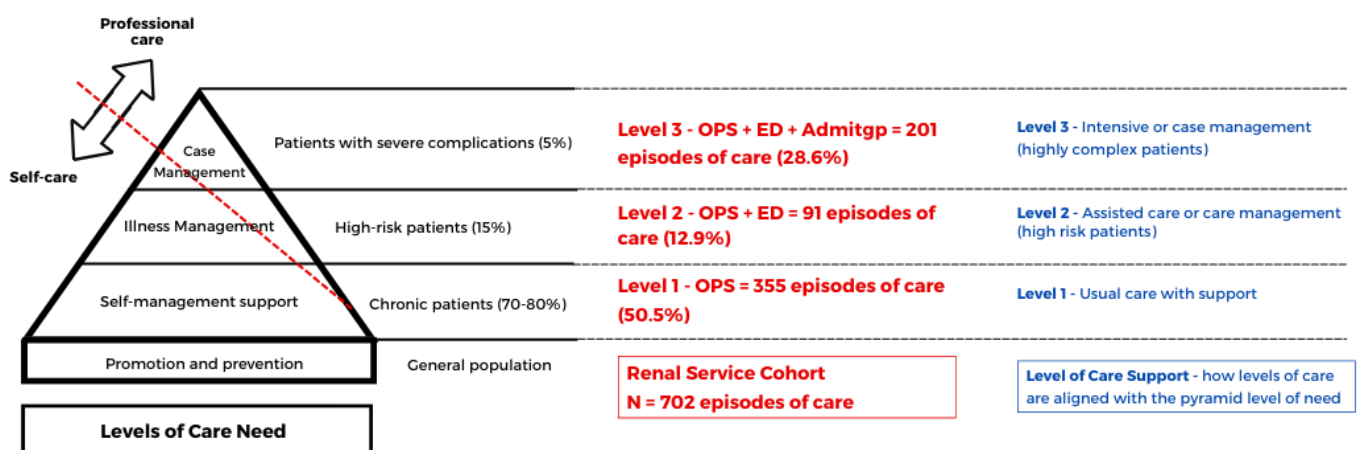 Professional
care
Self-care
Case
Management
Patients with severe complications (5%)
Level 3 - OPS + ED + Admitgp = 201
episodes of care (28.6%)
Level 3 - Intensive or case management
(highly complex patients)
Illness Management
High-risk patients (15%)
Level 2 - OPS + ED = 91 episodes of
care (12.9%)
Level 2 - Assisted care or care management
(high risk patients)
Self-management support
Chronic patients (70-80%)
Level 1 - OPS = 355 episodes of care
(50.5%)
Level 1 - Usual care with support
Promotion and prevention
General population
Renal Service Cohort
N = 702 episodes of care
Level of Care Support - how levels of care
are aligned with the pyramid level of need
Levels of Care Need